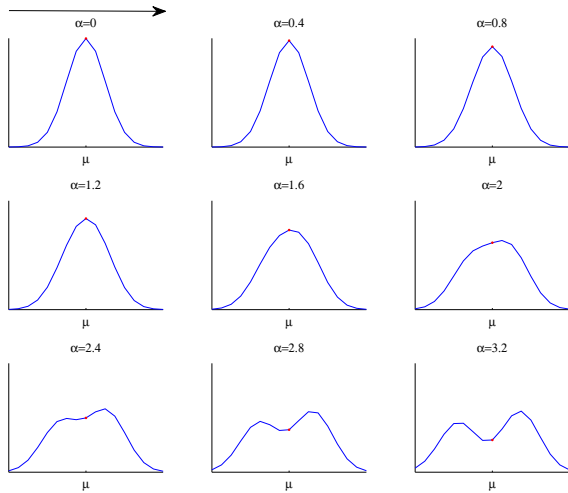 α=0 α=0.4 α=0.8
μ μ μ
α=1.2 α=1.6 α=2
μ μ μ
α=2.4 α=2.8 α=3.2
μ μ μ